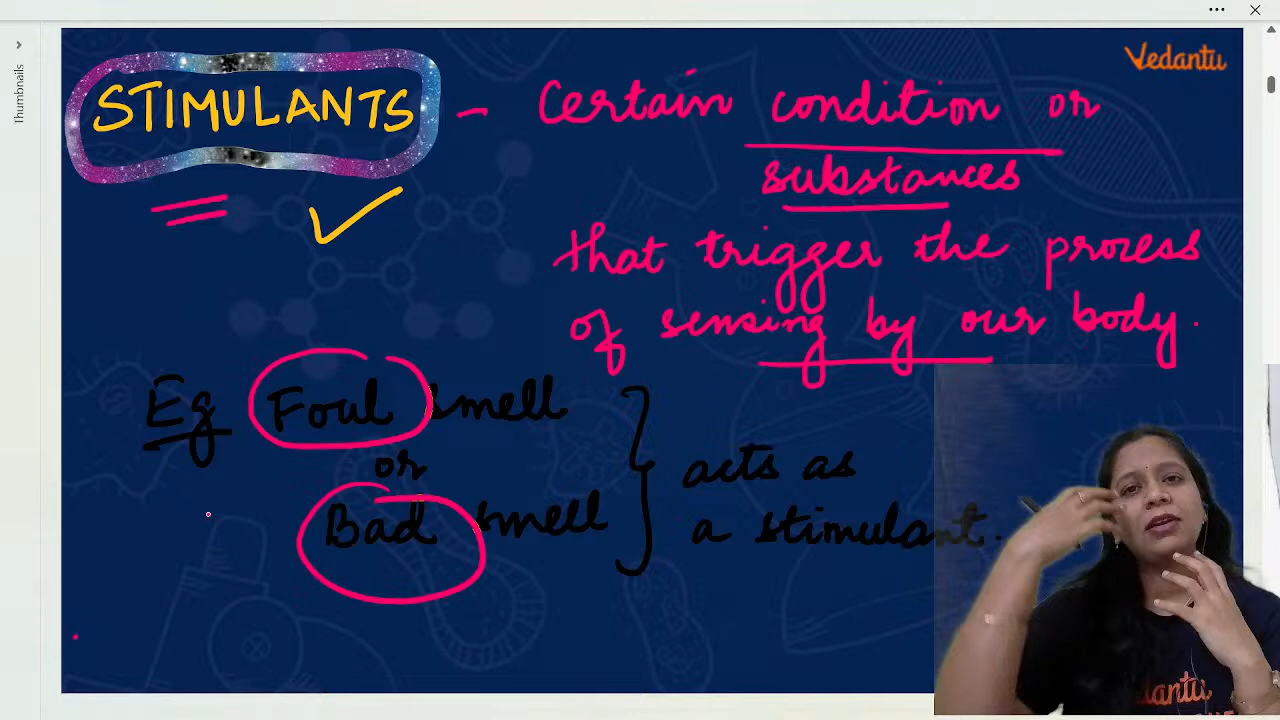 Thumbnails
Vedantu
STIMULANTS - Certain condition or
substances
that trigger the process
of sensing by our body.
Eg Foul smell
or
Bad smell
acts as
a stimulant.
dantu